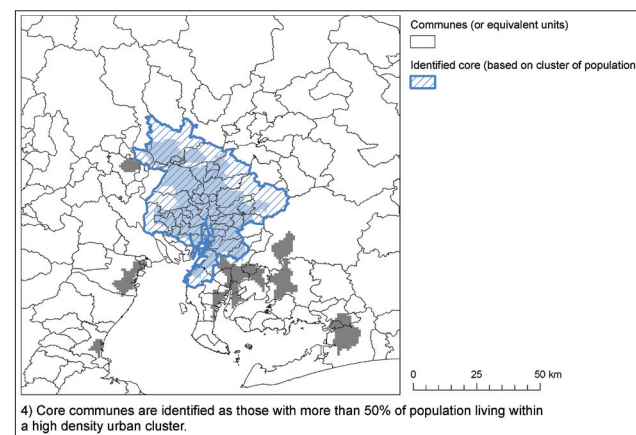 Communes (or equivalent units)
Identified core (based on cluster of population
0 25 50 km
4) Core communes are identified as those with more than 50% of population living within
a high density urban cluster.